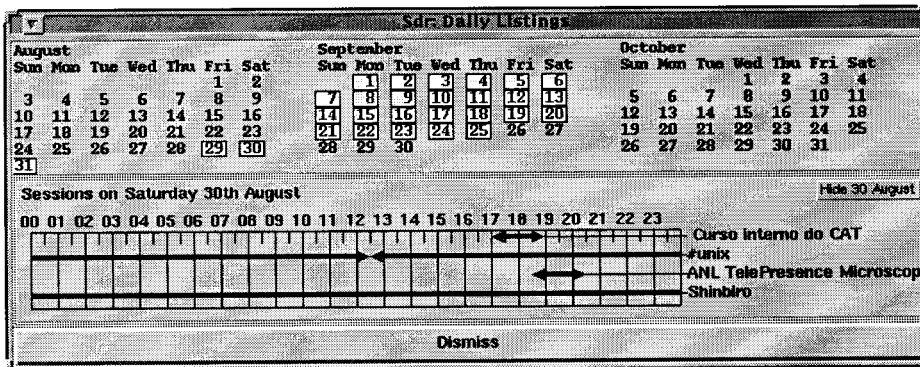 Sdr: Daily Listings
August
Sun Mon Tue Wed Thu Fri Sat
1 2
3 4 5 6 7 8 9
10 11 12 13 14 15 16
17 18 19 20 21 22 23
24 25 26 27 28 29 30
31
September
Sun Mon Tue Wed Thu Fri Sat
1 2 3 4 5 6
7 8 9 10 11 12 13
14 15 16 17 18 19 20
21 22 23 24 25 26 27
28 29 30
October
Sun Mon Tue Wed Thu Fri Sat
1 2 3 4
5 6 7 8 9 10 11
12 13 14 15 16 17 18
19 20 21 22 23 24 25
26 27 28 29 30 31
Sessions on Saturday 30th August
Hide 30 August
00 01 02 03 04 05 06 07 08 09 10 11 12 13 14 15 16 17 18 19 20 21 22 23
Curso interno do CAT
#unix
ANL TelePresence Microscop
Shinbiro
Dismiss